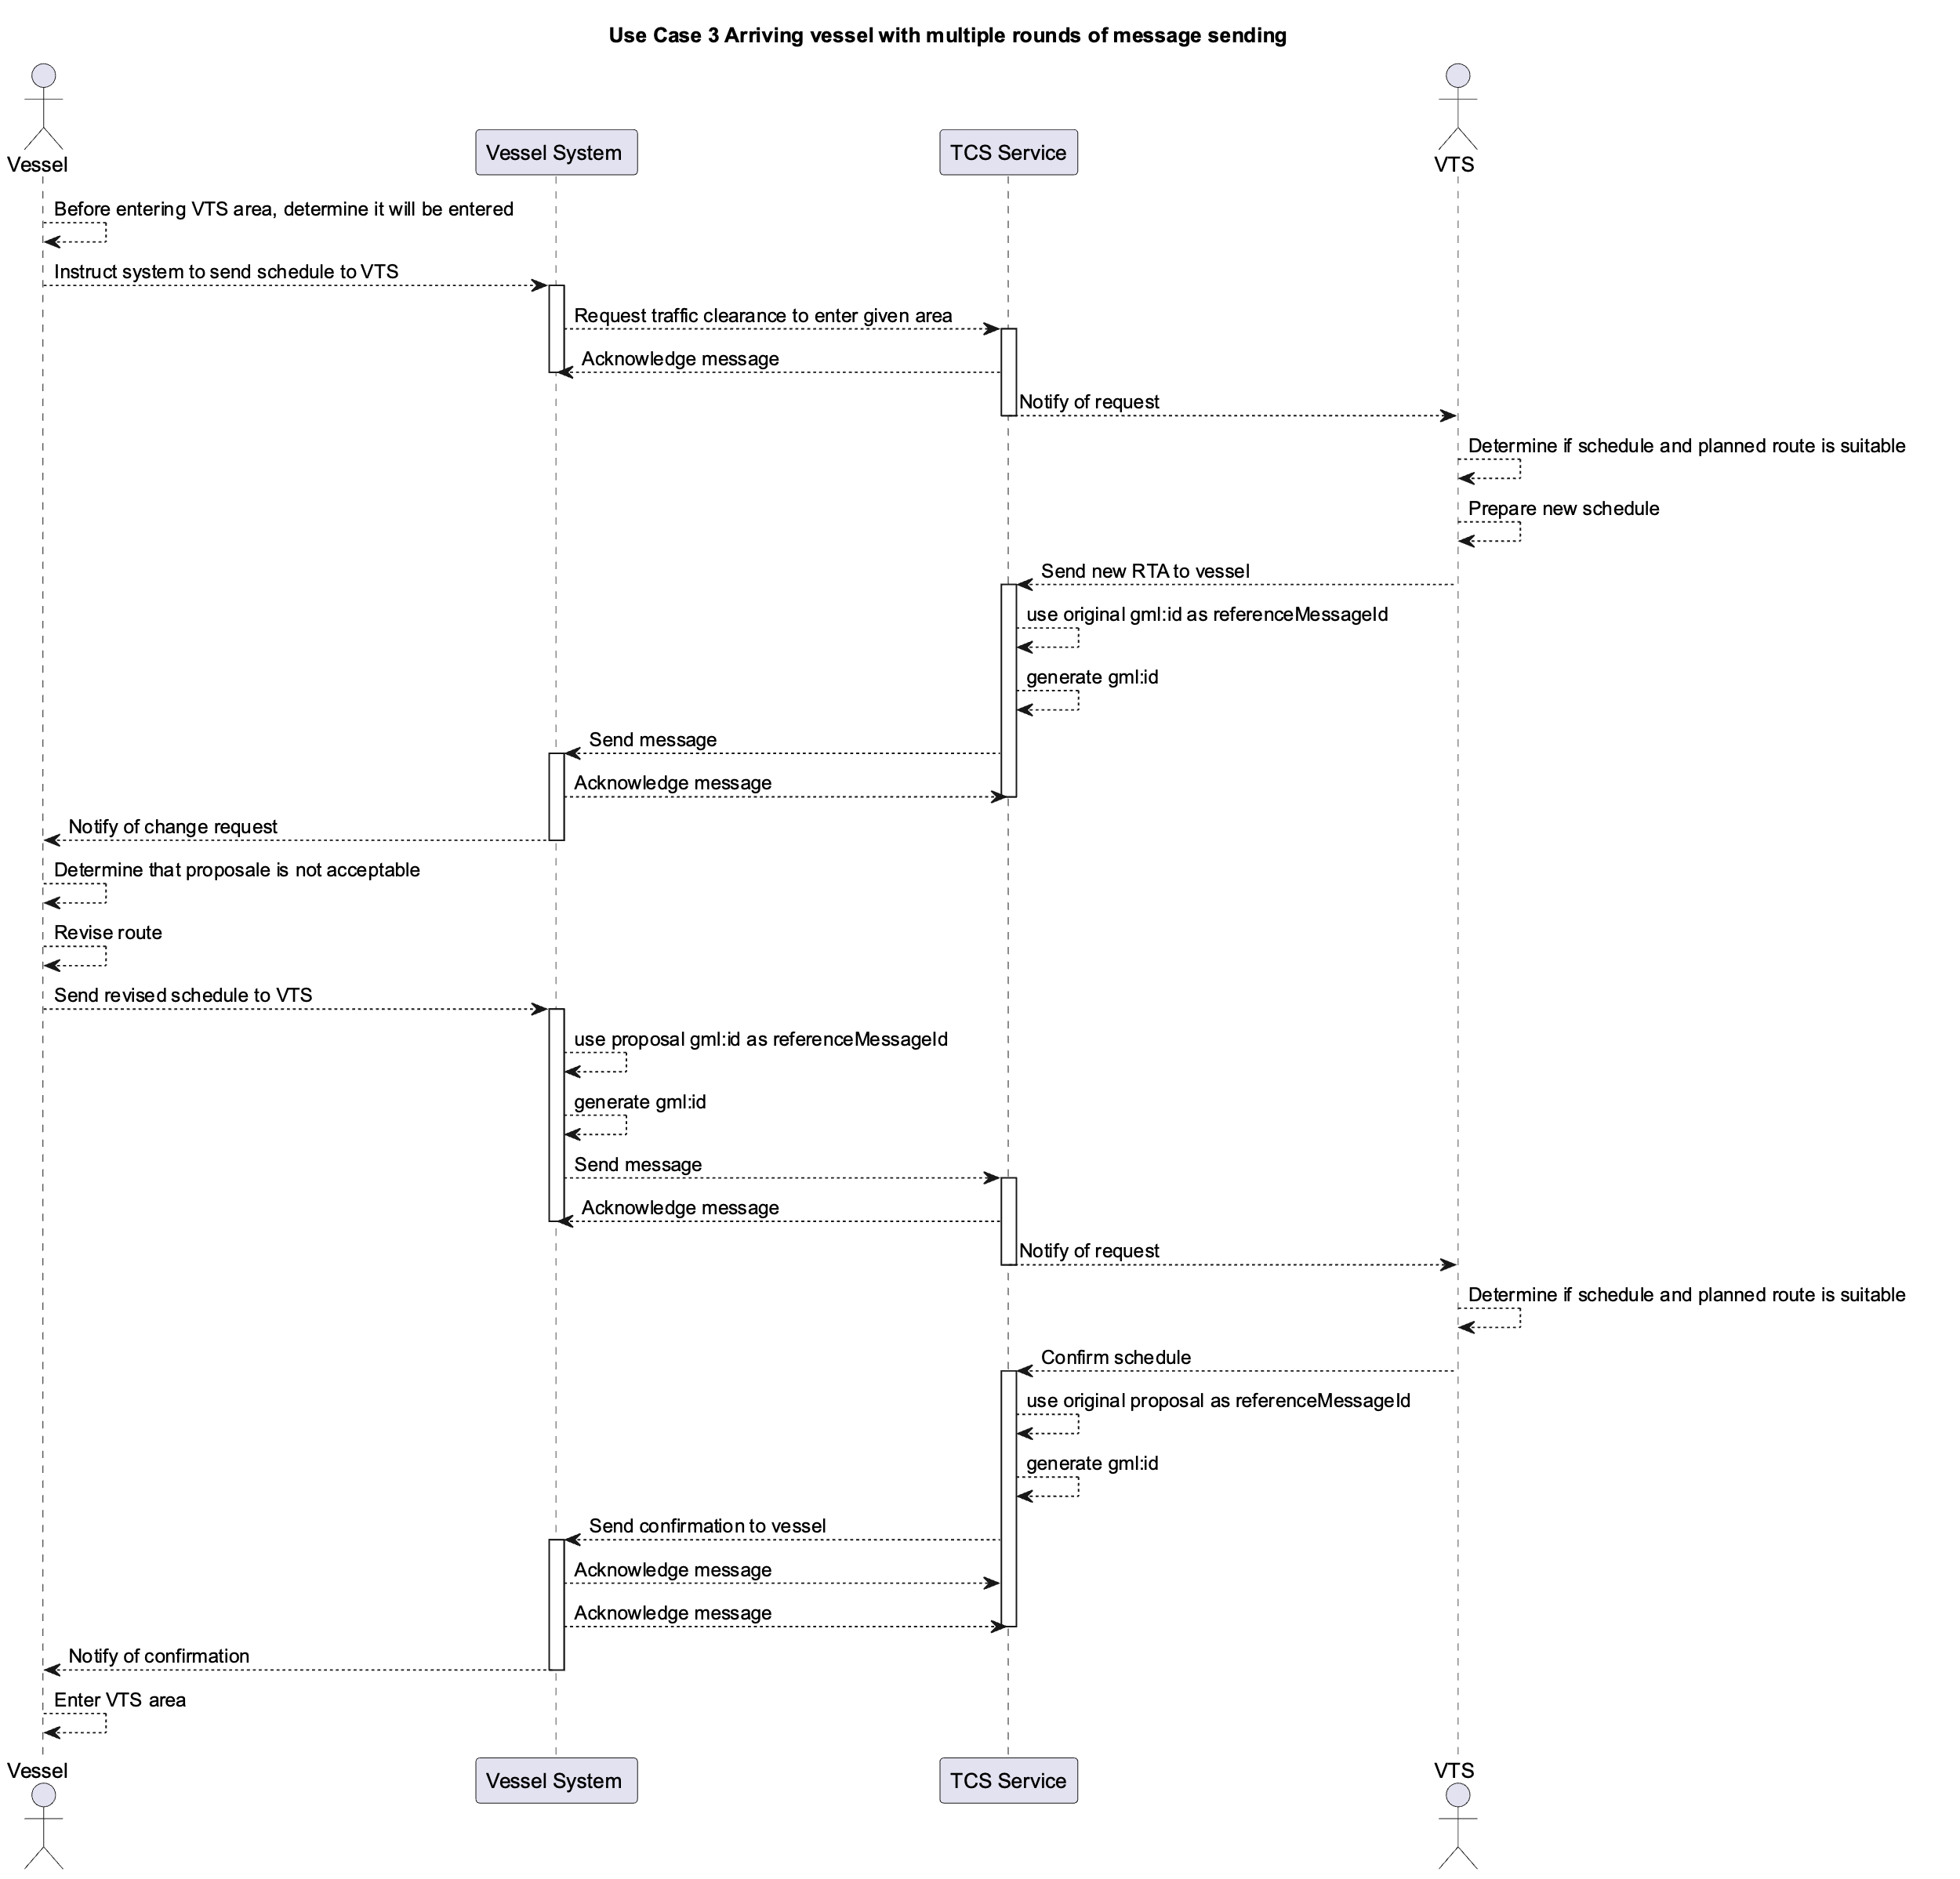 Use Case 3 Arriving vessel with multiple rounds of message sending
Vessel
Vessel System
TCS Service
VTS
Before entering VTS area, determine it will be entered
Instruct system to send schedule to VTS
Request traffic clearance to enter given area
Acknowledge message
Notify of request
Determine if schedule and planned route is suitable
Prepare new schedule
Send new RTA to vessel
use original gml:id as referenceMessageId
generate gml:id
Send message
Acknowledge message
Notify of change request
Determine that proposale is not acceptable
Revise route
Send revised schedule to VTS
use proposal gml:id as referenceMessageId
generate gml:id
Send message
Acknowledge message
Notify of request
Determine if schedule and planned route is suitable
Confirm schedule
use original proposal as referenceMessageId
generate gml:id
Send confirmation to vessel
Acknowledge message
Acknowledge message
Notify of confirmation
Enter VTS area
Vessel
Vessel System
TCS Service
VTS